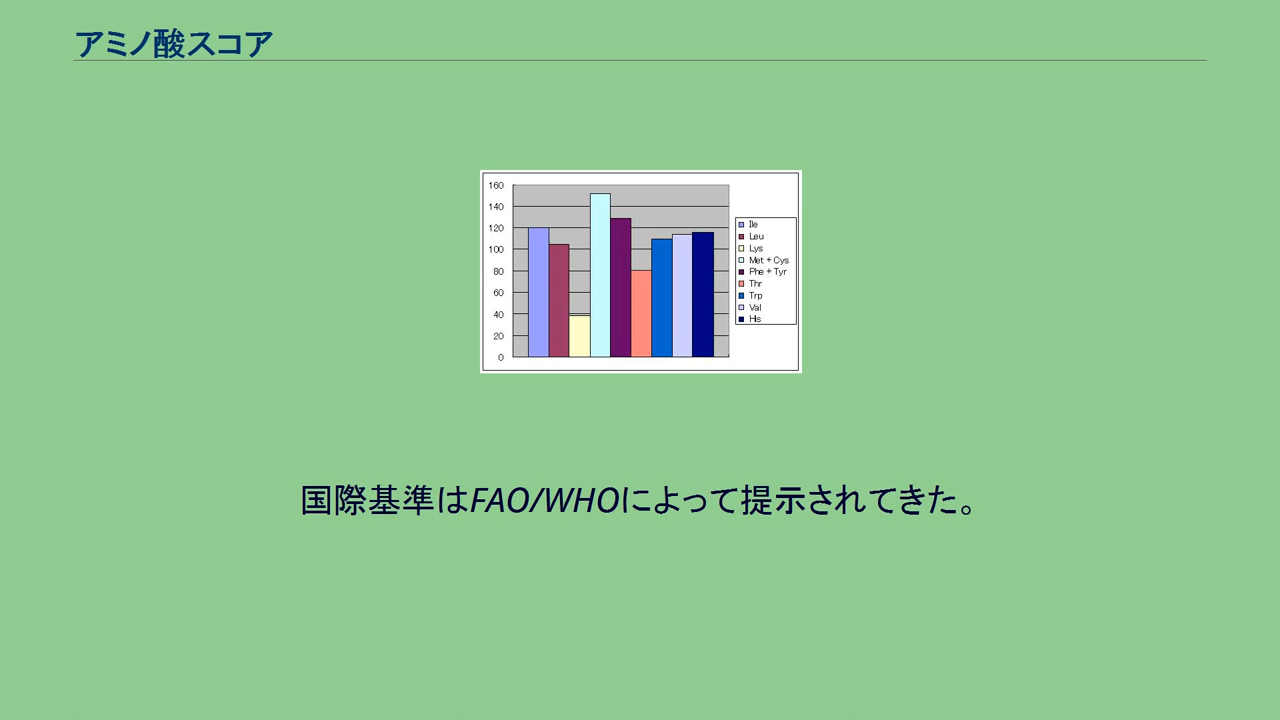 アミノ酸スコア
160
140
120
100
80
60
40
20
0
Ile
Leu
Lys
Met + Cys
Phe + Tyr
Thr
Trp
Val
His
国際基準はFAO/WHOによって提示されてきた。